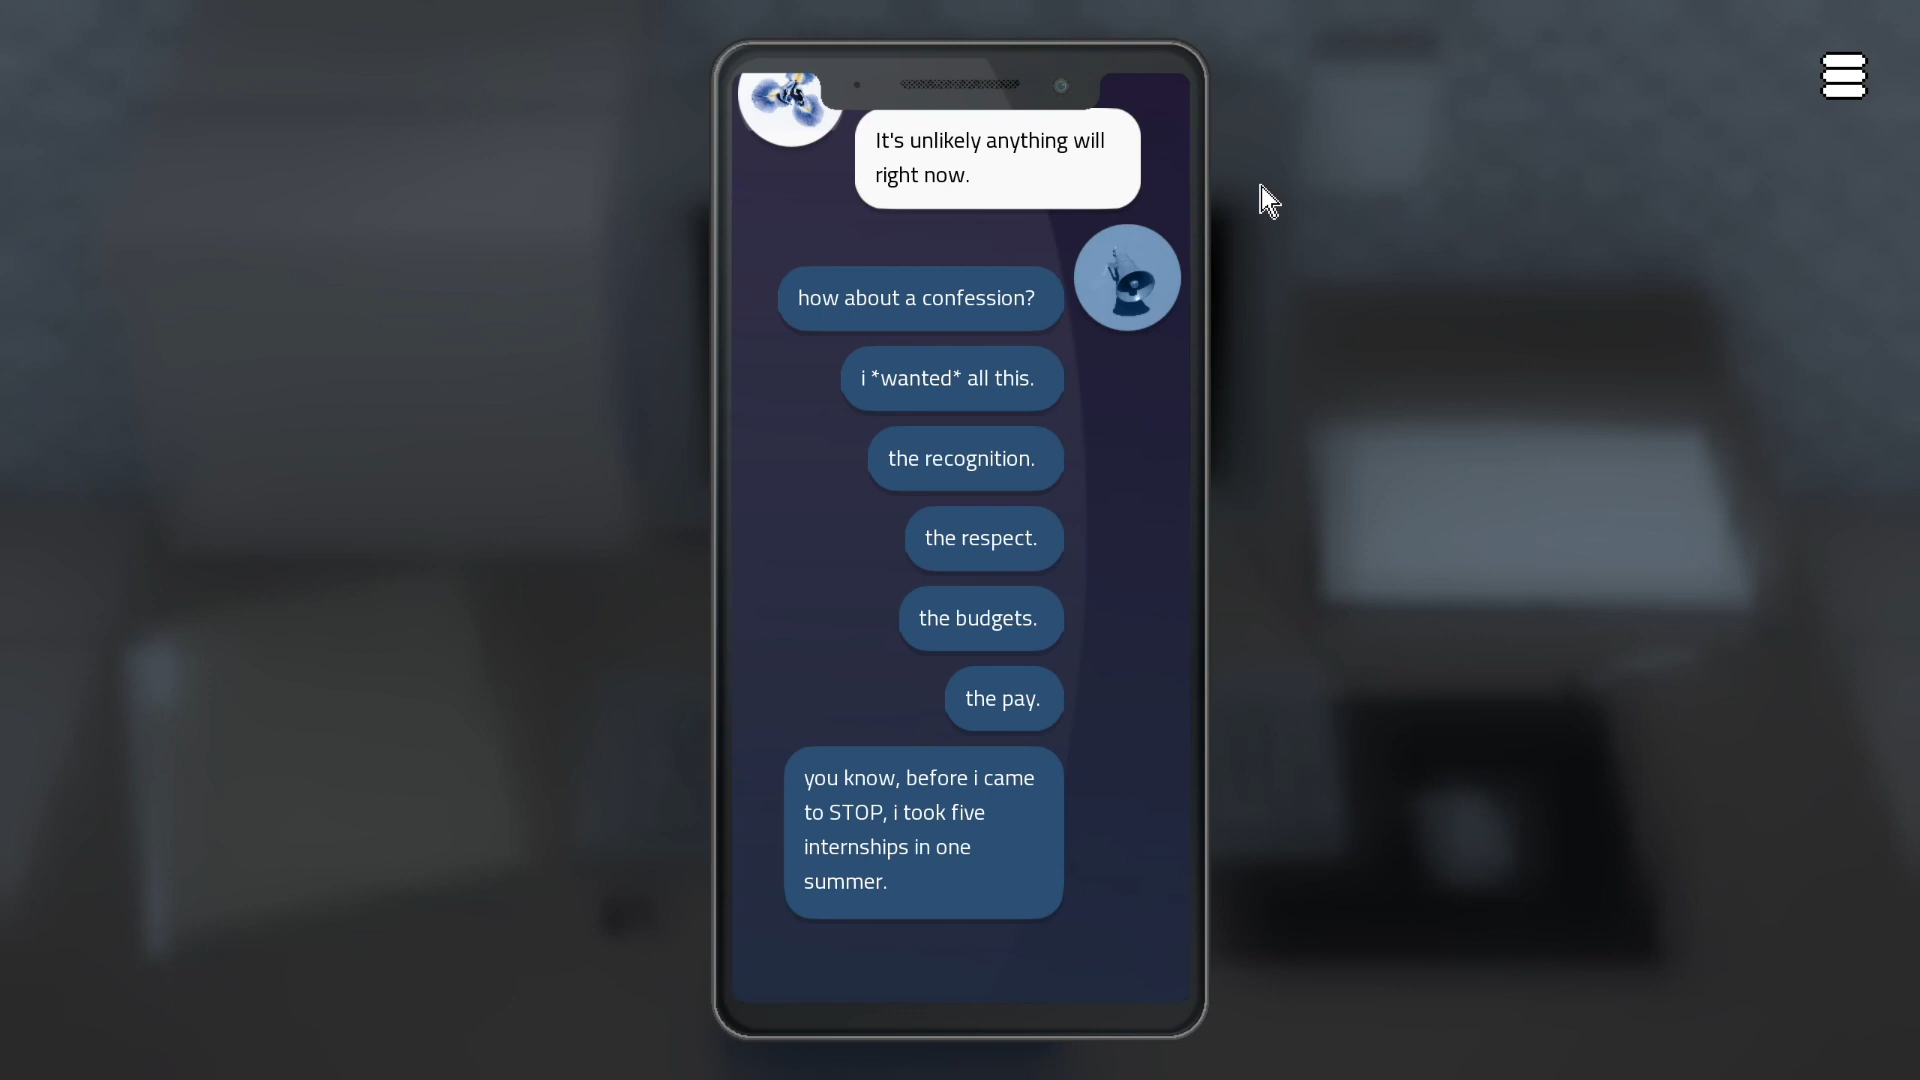 It's unlikely anything will
right now.
how about a confession?
i *wanted* all this.
the recognition.
the respect.
the budgets.
the pay.
you know, before i came
to STOP, i took five
internships in one
summer.